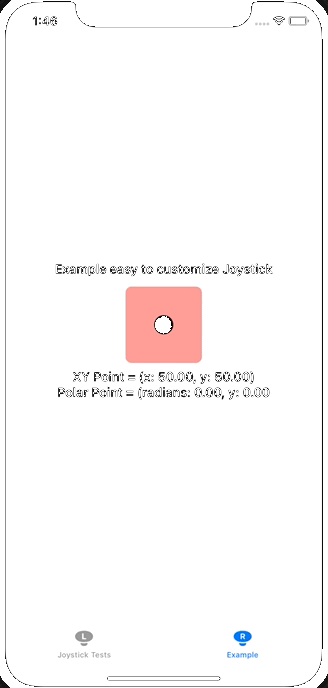 1:46
Example easy to customize Joystick
XY Point = (x: 50.00, y: 50.00)
Polar Point = (radians: 0.00, y: 0.00
L
R
Joystick Tests
Example